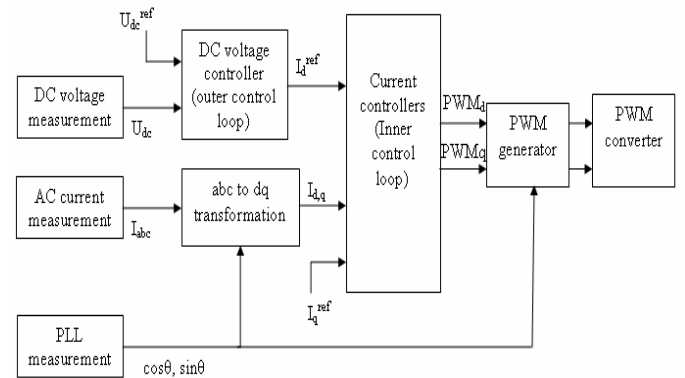 U_dc^ref
DC voltage
controller
(outer control
loop)
I_d^ref
DC voltage
measurement
U_dc
Current
controllers
(Inner
control
loop)
PWM_d
PWMq
PWM
generator
PWM
converter
AC current
measurement
I_abc
abc to dq
transformation
I_d,q
I_q^ref
PLL
measurement
cosθ, sinθ